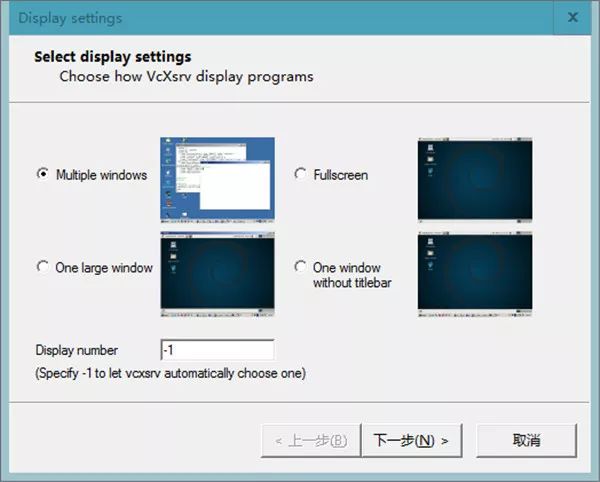 Display settings
x
Select display settings
Choose how VcXsrv display programs
Multiple windows
Fullscreen
One large window
One window
without titlebar
Display number
-1
(Specify -1 to let vcxsrv automatically choose one)
< 上一步(B)
下一步(N) >
取消